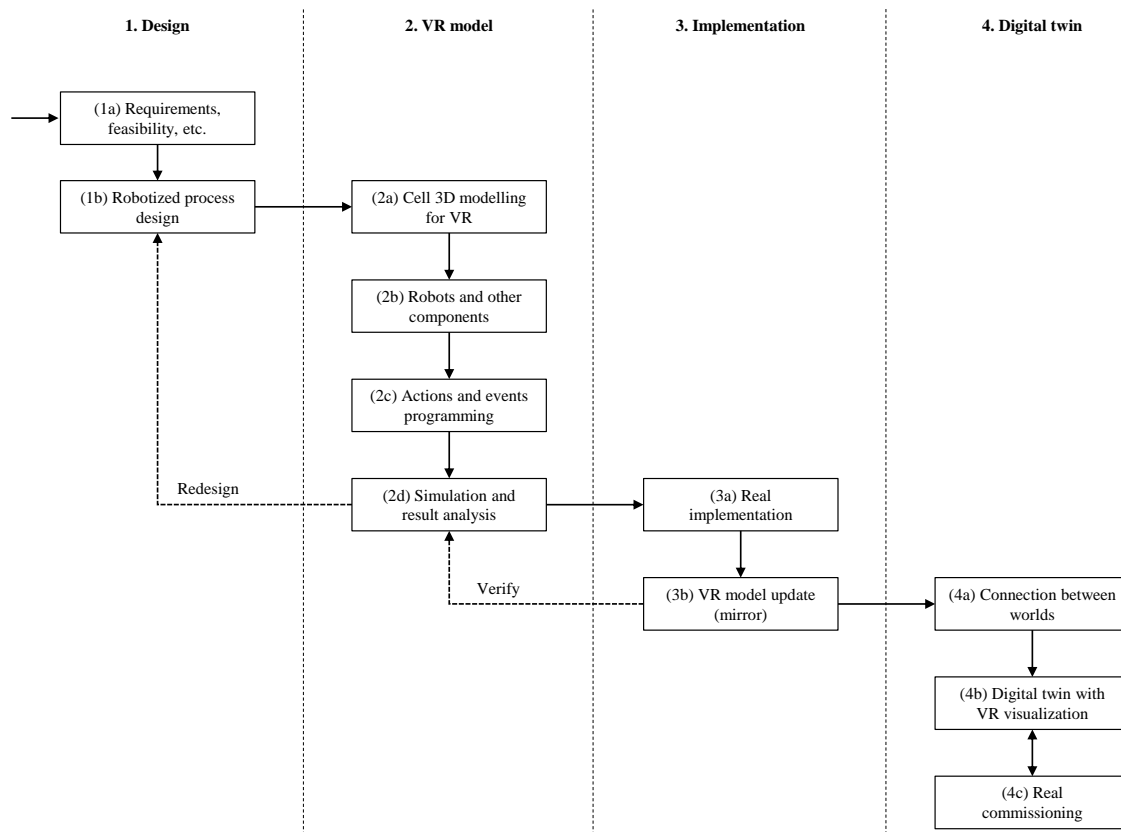 1. Design
2. VR model
3. Implementation
4. Digital twin
(1a) Requirements,
feasibility, etc.
(1b) Robotized process
design
(2a) Cell 3D modelling
for VR
(2b) Robots and other
components
(2c) Actions and events
programming
Redesign
(2d) Simulation and
result analysis
(3a) Real
implementation
Verify
(3b) VR model update
(mirror)
(4a) Connection between
worlds
(4b) Digital twin with
VR visualization
(4c) Real
commissioning